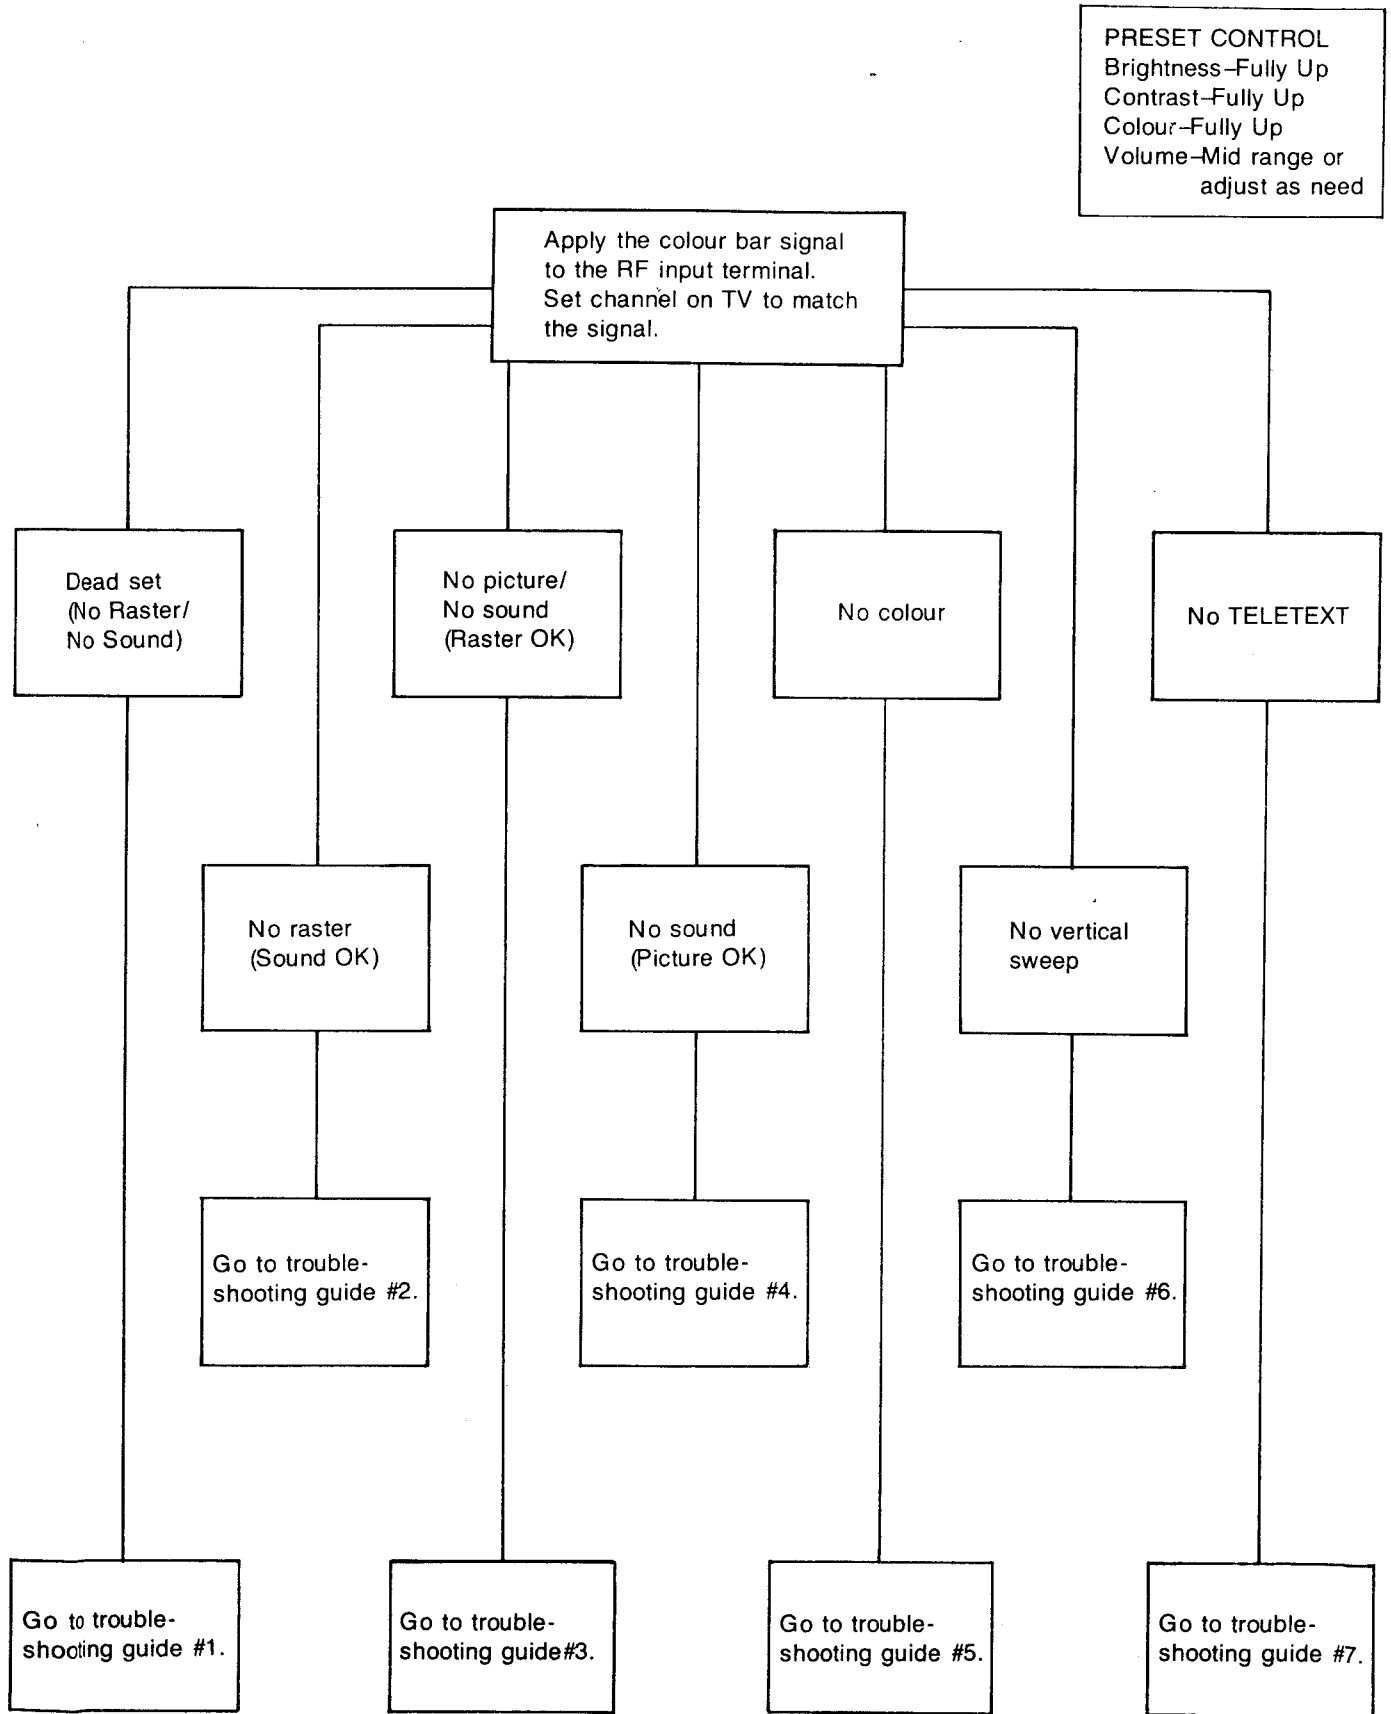 PRESET CONTROL
Brightness–Fully Up
Contrast–Fully Up
Colour–Fully Up
Volume–Mid range or
adjust as need
Apply the colour bar signal
to the RF input terminal.
Set channel on TV to match
the signal.
Dead set
(No Raster/
No Sound)
No picture/
No sound
(Raster OK)
No colour
No TELETEXT
No raster
(Sound OK)
No sound
(Picture OK)
No vertical
sweep
Go to trouble-
shooting guide #2.
Go to trouble-
shooting guide #4.
Go to trouble-
shooting guide #6.
Go to trouble-
shooting guide #1.
Go to trouble-
shooting guide#3.
Go to trouble-
shooting guide #5.
Go to trouble-
shooting guide #7.